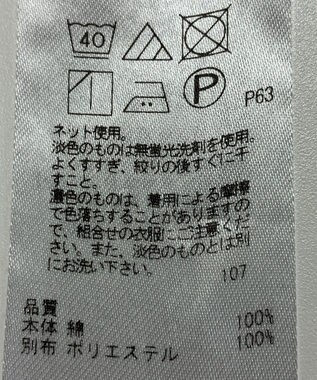 40
P
P63
ネット使用。
淡色のものは無蛍光洗剤を使用。
よくすすぎ、絞りの後すぐに干
すこと。
濃色のものは、着用による摩擦
で色落ちすることがありますの
で、組合せの衣服にご注意くだ
さい。また、淡色のものとは別
にお洗い下さい。
107
品質
本体 綿 100%
別布 ポリエステル 100%